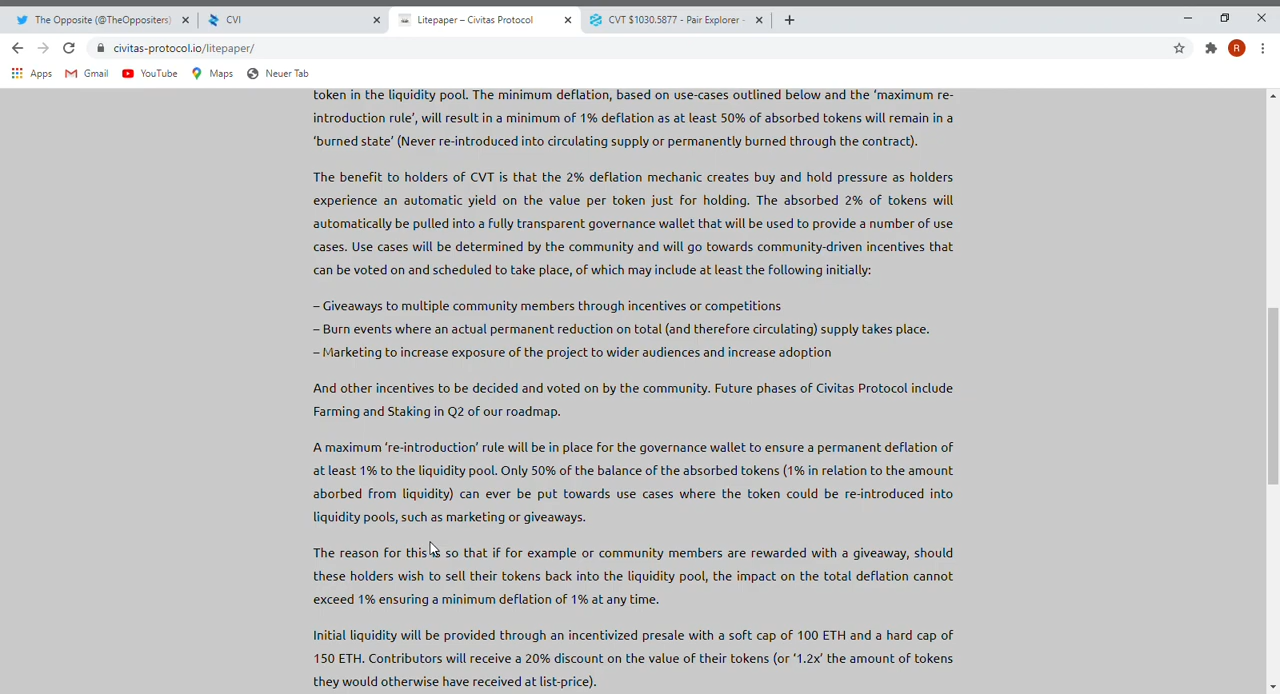 The Opposite (@TheOppositers)
CVI
Litepaper – Civitas Protocol
CVT $1030.5877 - Pair Explorer -
civitas-protocol.io/litepaper/
R
Apps
Gmail
YouTube
Maps
Neuer Tab
token in the liquidity pool. The minimum deflation, based on use-cases outlined below and the ‘maximum re-
introduction rule’, will result in a minimum of 1% deflation as at least 50% of absorbed tokens will remain in a
‘burned state’ (Never re-introduced into circulating supply or permanently burned through the contract).
The benefit to holders of CVT is that the 2% deflation mechanic creates buy and hold pressure as holders
experience an automatic yield on the value per token just for holding. The absorbed 2% of tokens will
automatically be pulled into a fully transparent governance wallet that will be used to provide a number of use
cases. Use cases will be determined by the community and will go towards community-driven incentives that
can be voted on and scheduled to take place, of which may include at least the following initially:
– Giveaways to multiple community members through incentives or competitions
– Burn events where an actual permanent reduction on total (and therefore circulating) supply takes place.
– Marketing to increase exposure of the project to wider audiences and increase adoption
And other incentives to be decided and voted on by the community. Future phases of Civitas Protocol include
Farming and Staking in Q2 of our roadmap.
A maximum ‘re-introduction’ rule will be in place for the governance wallet to ensure a permanent deflation of
at least 1% to the liquidity pool. Only 50% of the balance of the absorbed tokens (1% in relation to the amount
aborbed from liquidity) can ever be put towards use cases where the token could be re-introduced into
liquidity pools, such as marketing or giveaways.
The reason for this is so that if for example or community members are rewarded with a giveaway, should
these holders wish to sell their tokens back into the liquidity pool, the impact on the total deflation cannot
exceed 1% ensuring a minimum deflation of 1% at any time.
Initial liquidity will be provided through an incentivized presale with a soft cap of 100 ETH and a hard cap of
150 ETH. Contributors will receive a 20% discount on the value of their tokens (or ‘1.2x’ the amount of tokens
they would otherwise have received at list-price).